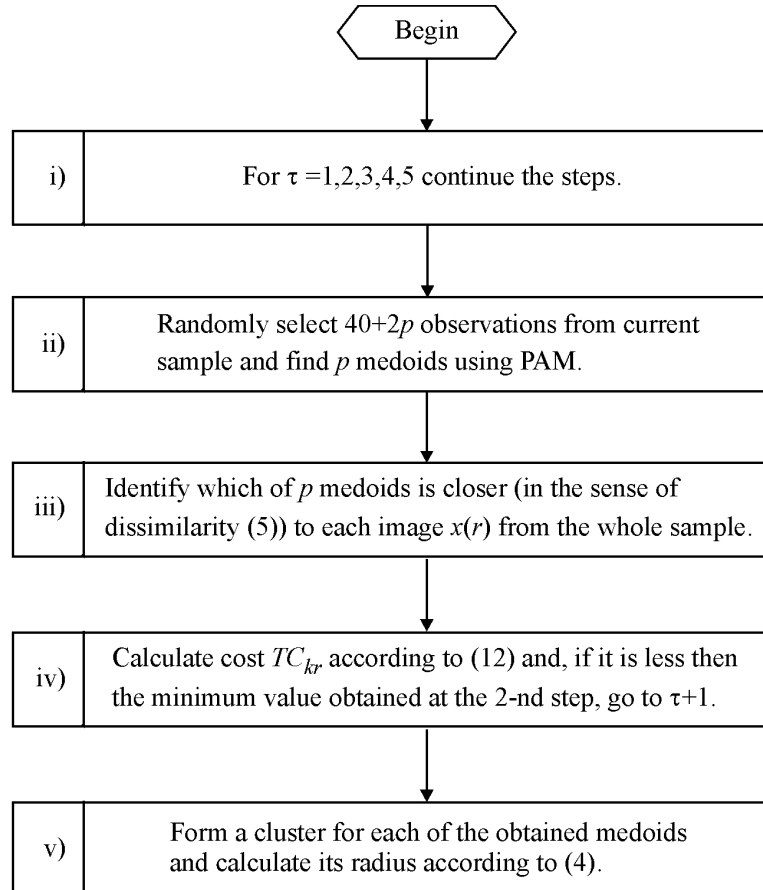 Begin
i)
For τ =1,2,3,4,5 continue the steps.
ii)
Randomly select 40+2p observations from current
sample and find p medoids using PAM.
iii)
Identify which of p medoids is closer (in the sense of
dissimilarity (5)) to each image x(r) from the whole sample.
iv)
Calculate cost TC_kr according to (12) and, if it is less then
the minimum value obtained at the 2-nd step, go to τ+1.
v)
Form a cluster for each of the obtained medoids
and calculate its radius according to (4).